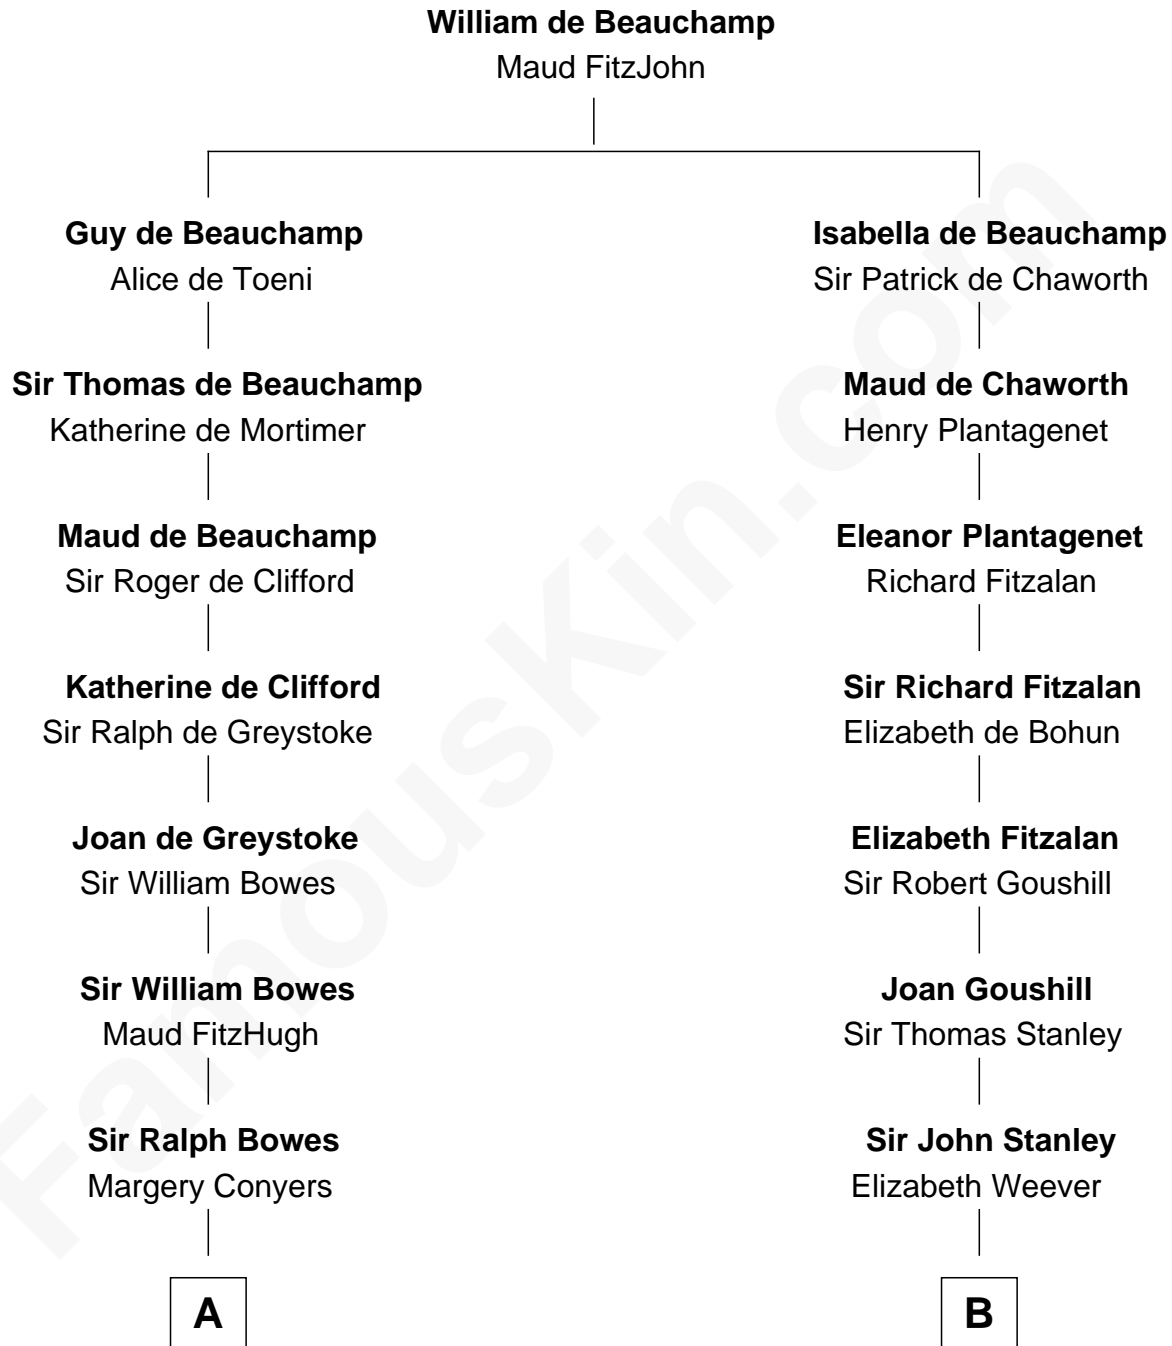 William de Beauchamp
Maud FitzJohn
Guy de Beauchamp
Alice de Toeni
Isabella de Beauchamp
Sir Patrick de Chaworth
Sir Thomas de Beauchamp
Katherine de Mortimer
Maud de Chaworth
Henry Plantagenet
Maud de Beauchamp
Sir Roger de Clifford
Eleanor Plantagenet
Richard Fitzalan
Katherine de Clifford
Sir Ralph de Greystoke
Sir Richard Fitzalan
Elizabeth de Bohun
Joan de Greystoke
Sir William Bowes
Elizabeth Fitzalan
Sir Robert Goushill
Sir William Bowes
Maud FitzHugh
Joan Goushill
Sir Thomas Stanley
Sir Ralph Bowes
Margery Conyers
Sir John Stanley
Elizabeth Weever
A
B
FamousKin.com